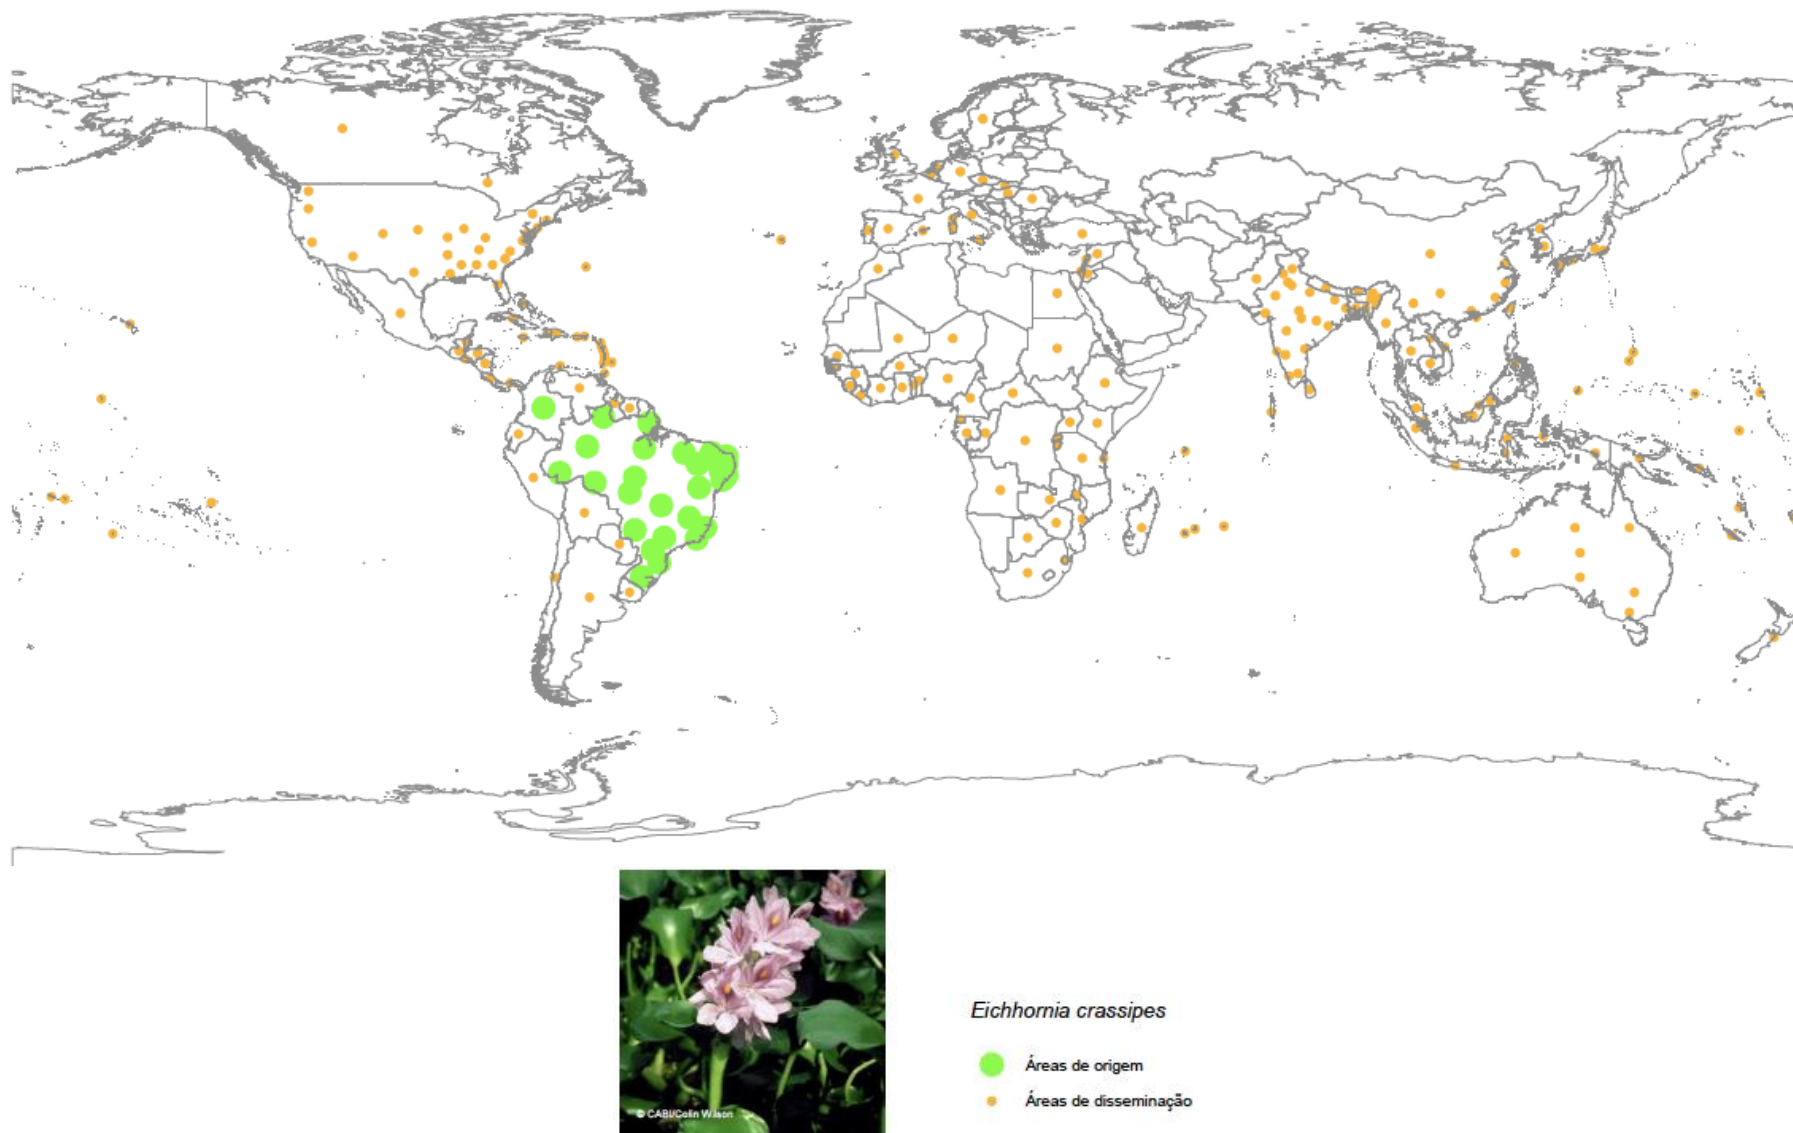 © CABI/Colin Wilson
Eichhornia crassipes
Áreas de origem
Áreas de disseminação